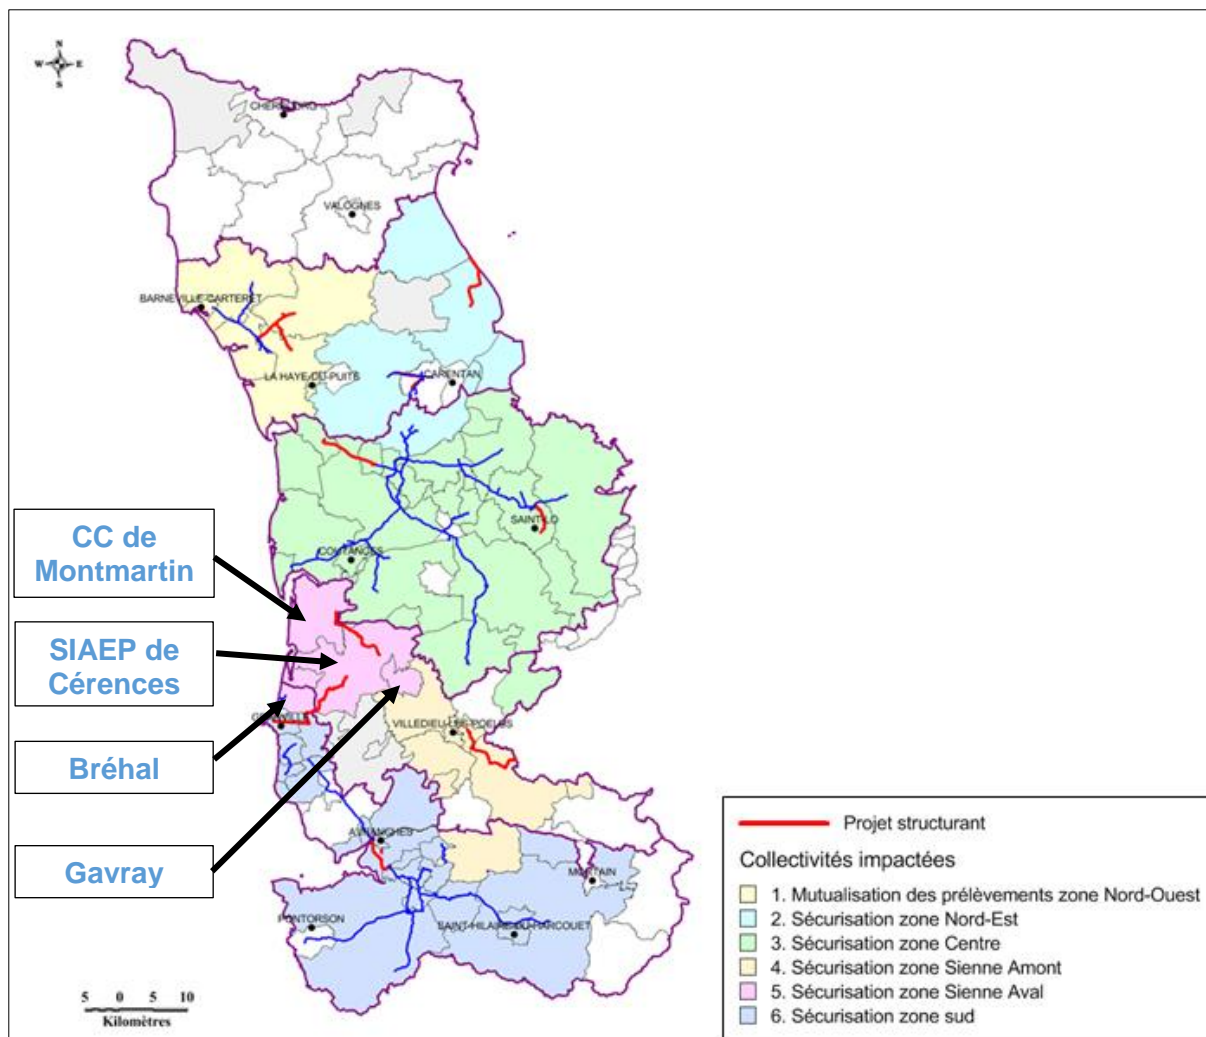 N
W E
S
CHERBOURG
VALOGNES
BARNEVILLE-CARTERET
LA HAYE-DU-PUITS
CARENTAN
SAINT-LO
COUTANCES
CC de
Montmartin
SIAEP de
Cérences
Bréhal
Gavray
GRANVILLE
VILLEDIEU-LES-POELES
AVRANCHES
MORTAIN
PONTORSON
SAINT-HILAIRE-DU-HARCOUET
5 0 5 10
Kilomètres
Projet structurant
Collectivités impactées
1. Mutualisation des prélèvements zone Nord-Ouest
2. Sécurisation zone Nord-Est
3. Sécurisation zone Centre
4. Sécurisation zone Sienne Amont
5. Sécurisation zone Sienne Aval
6. Sécurisation zone sud